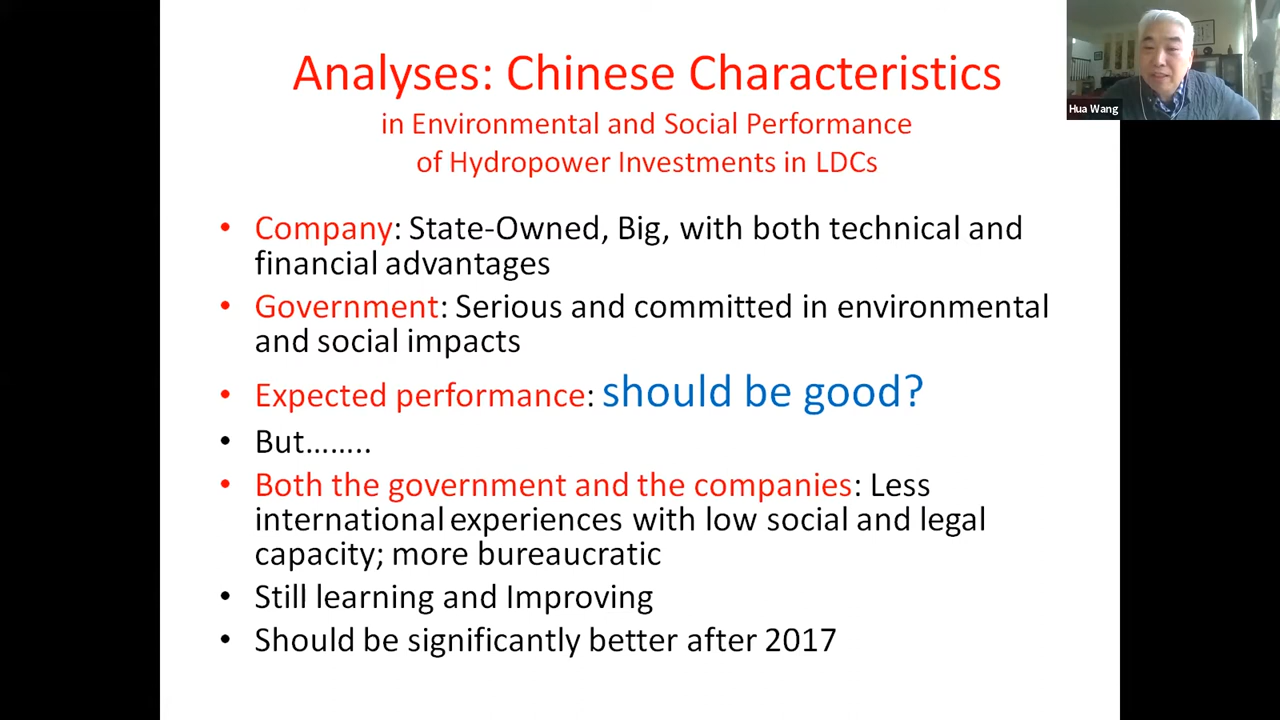 Analyses: Chinese Characteristics
in Environmental and Social Performance
of Hydropower Investments in LDCs
Hua Wang
• Company: State-Owned, Big, with both technical and
financial advantages
• Government: Serious and committed in environmental
and social impacts
• Expected performance: should be good?
• But........
• Both the government and the companies: Less
international experiences with low social and legal
capacity; more bureaucratic
• Still learning and Improving
• Should be significantly better after 2017